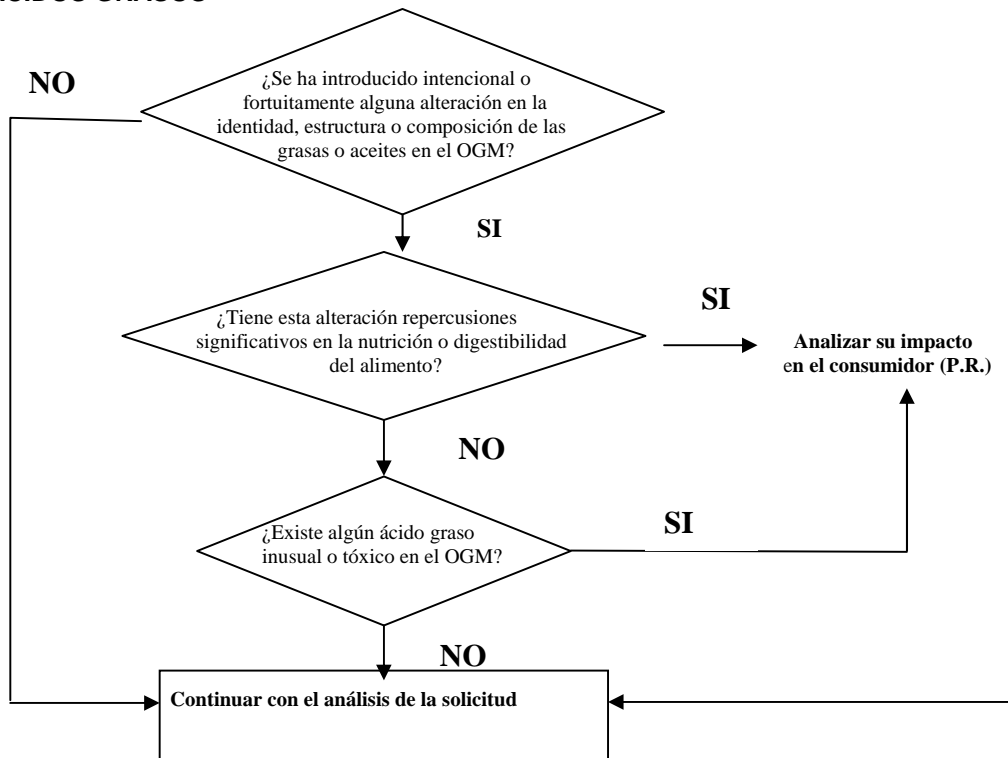 NO
¿Se ha introducido intencional o
fortuitamente alguna alteración en la
identidad, estructura o composición de las
grasas o aceites en el OGM?
SI
¿Tiene esta alteración repercusiones
significativos en la nutrición o digestibilidad
del alimento?
SI
Analizar su impacto
en el consumidor (P.R.)
NO
¿Existe algún ácido graso
inusual o tóxico en el OGM?
SI
NO
Continuar con el análisis de la solicitud